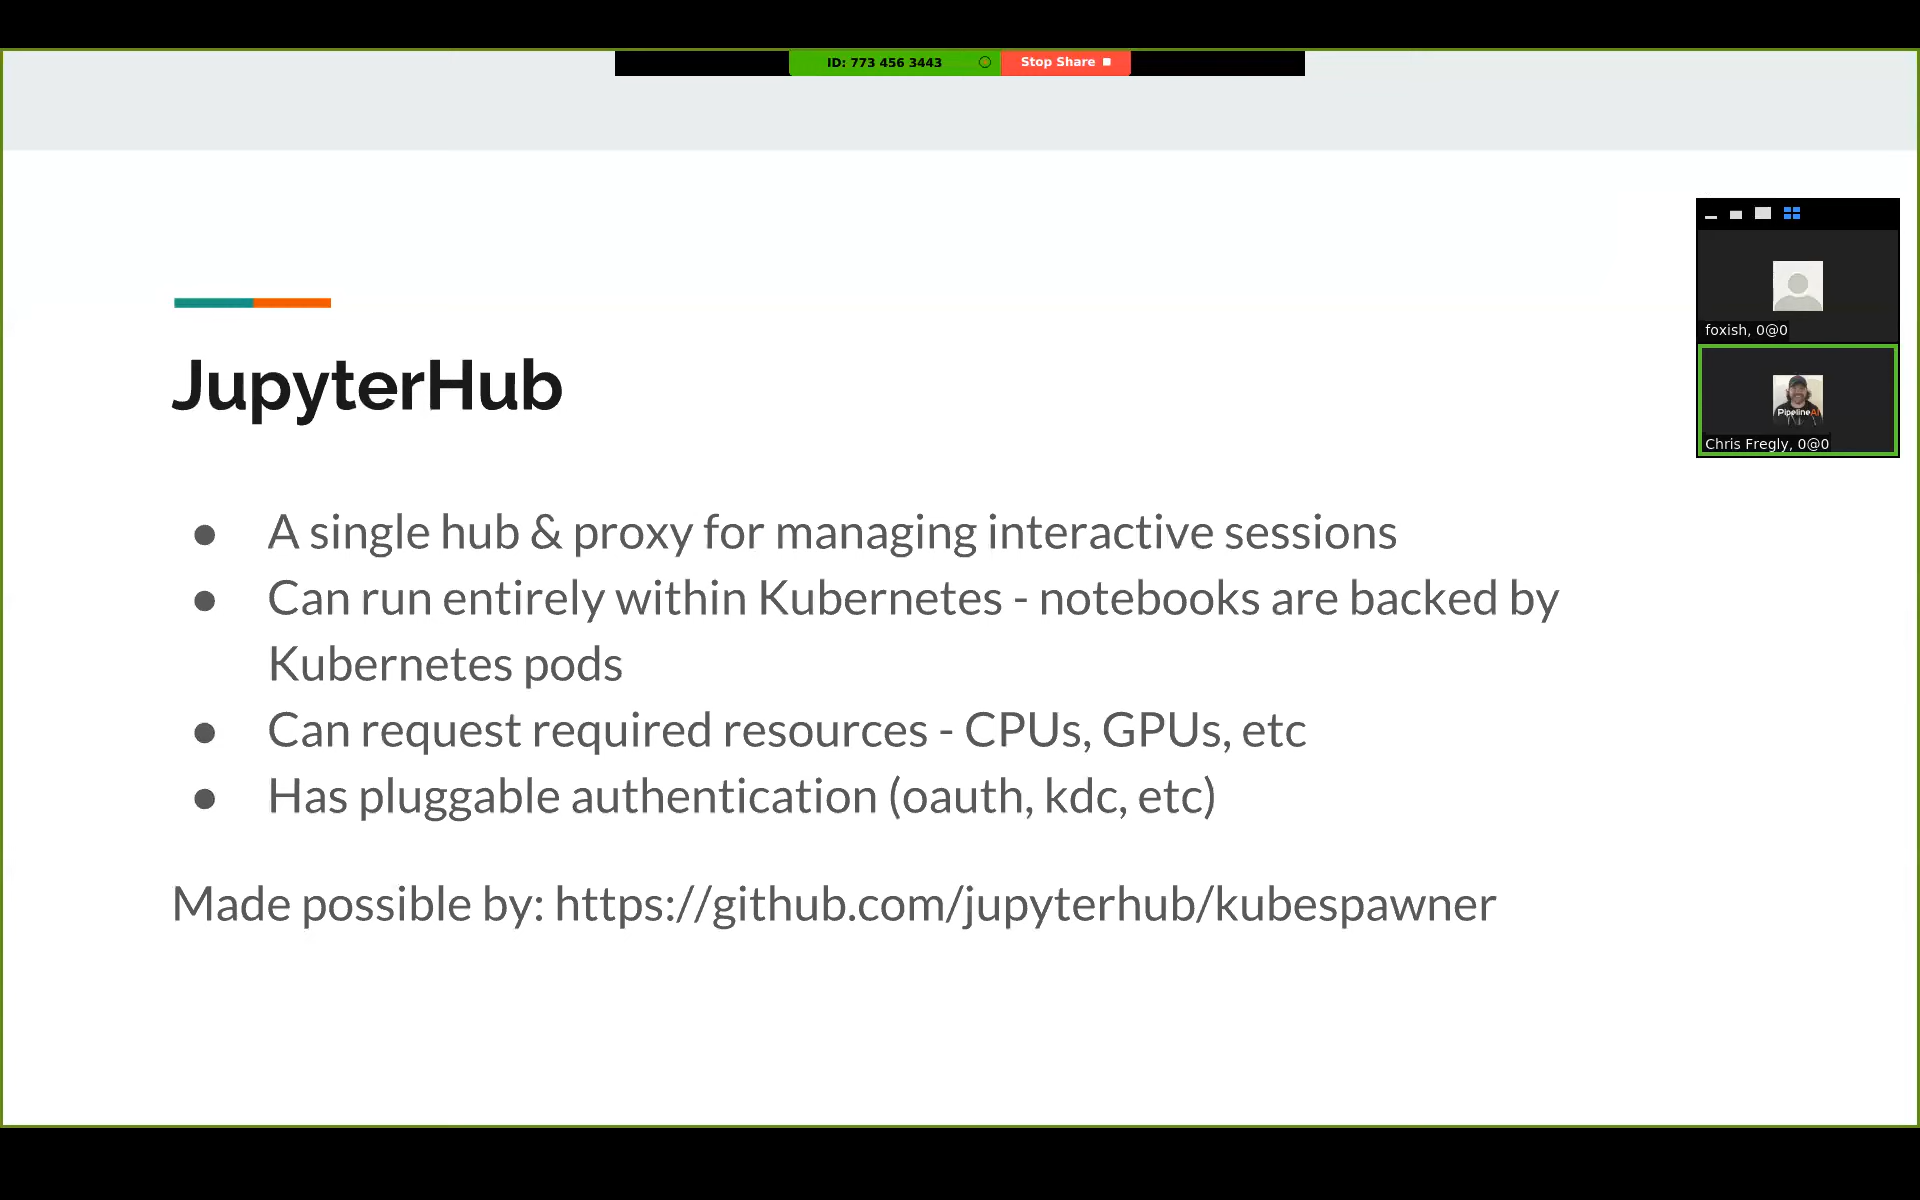 ID: 773 456 3443
Stop Share
foxish, 0@0
PipelineAI
Chris Fregly, 0@0
JupyterHub
● A single hub & proxy for managing interactive sessions
● Can run entirely within Kubernetes - notebooks are backed by
Kubernetes pods
● Can request required resources - CPUs, GPUs, etc
● Has pluggable authentication (oauth, kdc, etc)
Made possible by: https://github.com/jupyterhub/kubespawner